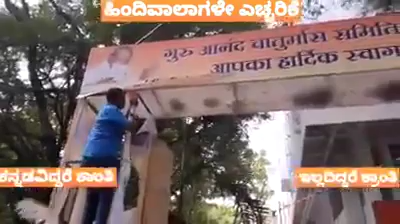 ಹಿಂದಿವಾಲಾಗಳೇ ಎಚ್ಚರಿಕೆ
गुरु आनंद चातुर्मास समिति
आपका हार्दिक स्वाग
ಕನ್ನಡವಿದ್ದರೆ ಶಾಂತಿ
ಇಲ್ಲದಿದ್ದರೆ ಕ್ರಾಂತಿ